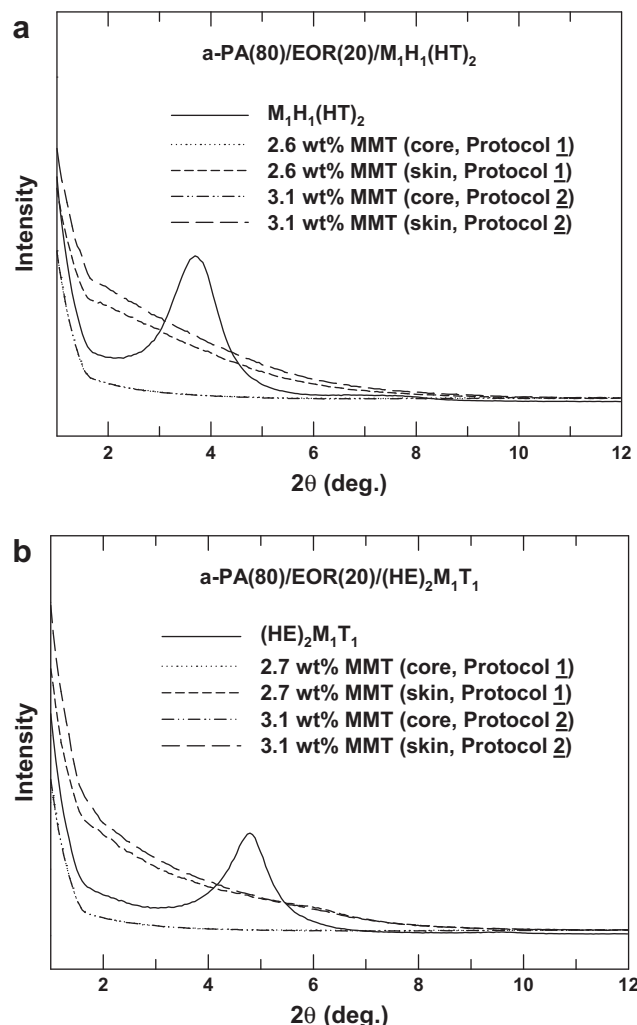 a
a-PA(80)/EOR(20)/M₁H₁(HT)₂
M₁H₁(HT)₂
2.6 wt% MMT (core, Protocol 1)
2.6 wt% MMT (skin, Protocol 1)
3.1 wt% MMT (core, Protocol 2)
3.1 wt% MMT (skin, Protocol 2)
Intensity
2 4 6 8 10 12
2θ (deg.)
b
a-PA(80)/EOR(20)/(HE)₂M₁T₁
(HE)₂M₁T₁
2.7 wt% MMT (core, Protocol 1)
2.7 wt% MMT (skin, Protocol 1)
3.1 wt% MMT (core, Protocol 2)
3.1 wt% MMT (skin, Protocol 2)
Intensity
2 4 6 8 10 12
2θ (deg.)